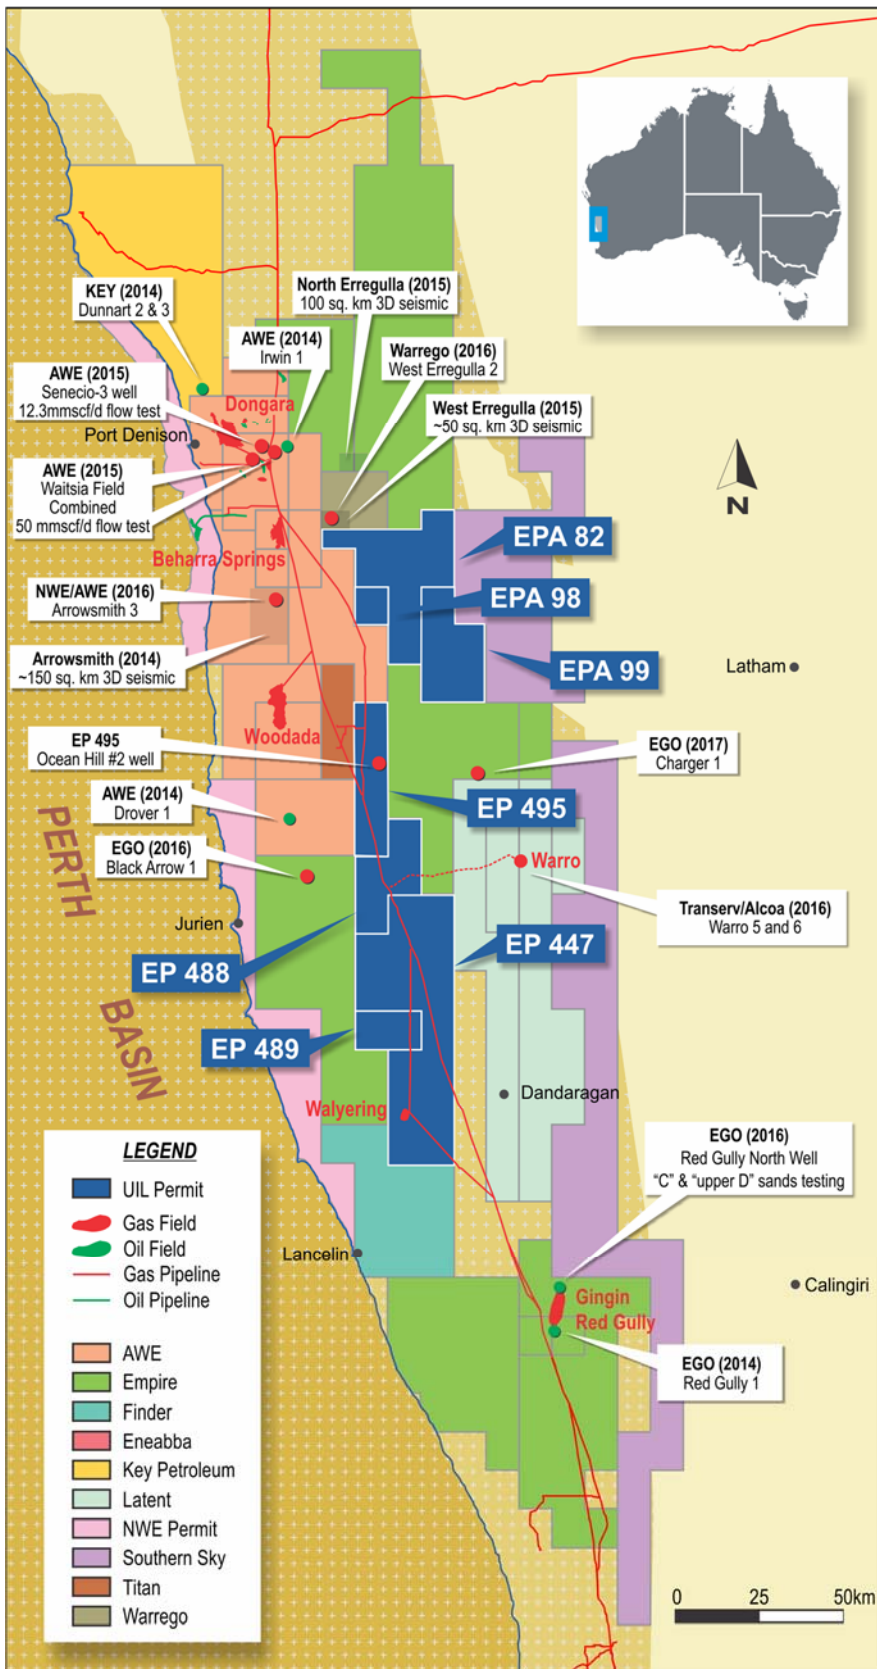 KEY (2014)
Dunnart 2 & 3
North Erregulla (2015)
100 sq. km 3D seismic
AWE (2014)
Irwin 1
Warrego (2016)
West Erregulla 2
AWE (2015)
Senecio-3 well
12.3mmscf/d flow test
Dongara
West Erregulla (2015)
~50 sq. km 3D seismic
Port Denison
AWE (2015)
Waitsia Field
Combined
50 mmscf/d flow test
N
EPA 82
Beharra Springs
NWE/AWE (2016)
Arrowsmith 3
EPA 98
Arrowsmith (2014)
~150 sq. km 3D seismic
EPA 99
Latham
Woodada
EP 495
Ocean Hill #2 well
EGO (2017)
Charger 1
AWE (2014)
Drover 1
EP 495
EGO (2016)
Black Arrow 1
Warro
PERTH
BASIN
Transerv/Alcoa (2016)
Warro 5 and 6
Jurien
EP 447
EP 488
EP 489
Dandaragan
Walyering
EGO (2016)
Red Gully North Well
“C” & “upper D” sands testing
Lancelin
Calingiri
Gingin
Red Gully
EGO (2014)
Red Gully 1
LEGEND
UIL Permit
Gas Field
Oil Field
Gas Pipeline
Oil Pipeline
AWE
Empire
Finder
Eneabba
Key Petroleum
Latent
NWE Permit
Southern Sky
Titan
Warrego
0 25 50km